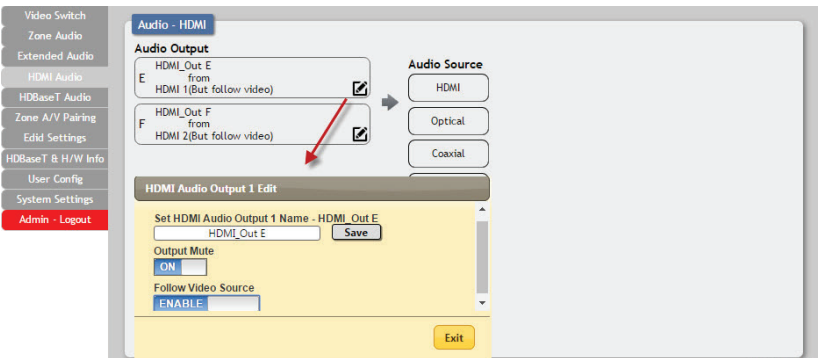 Video Switch
Zone Audio
Extended Audio
HDMI Audio
HDBaseT Audio
Zone A/V Pairing
Edid Settings
HDBaseT & H/W Info
User Config
System Settings
Admin - Logout
Audio - HDMI
Audio Output
E
HDMI_Out E
from
HDMI 1(But follow video)
F
HDMI_Out F
from
HDMI 2(But follow video)
Audio Source
HDMI
Optical
Coaxial
HDMI Audio Output 1 Edit
Set HDMI Audio Output 1 Name - HDMI_Out E
HDMI_Out E
Save
Output Mute
ON
Follow Video Source
ENABLE
Exit